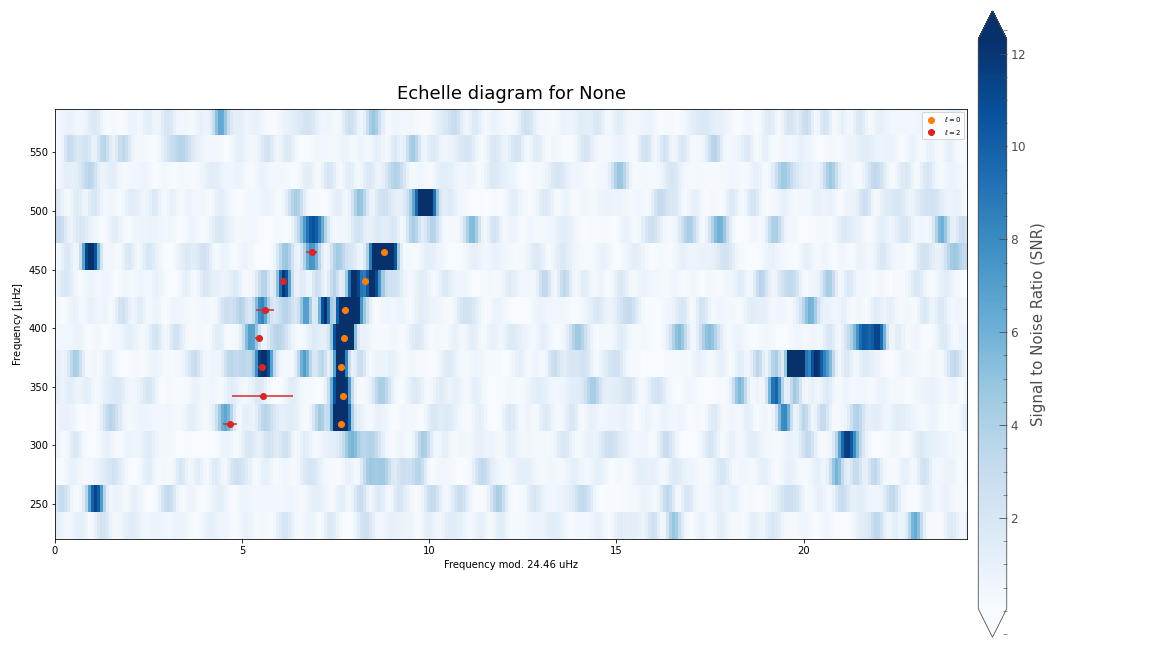 Echelle diagram for None
ℓ = 0
ℓ = 2
550
500
450
400
350
300
250
Frequency [μHz]
0 5 10 15 20
Frequency mod. 24.46 uHz
12
10
8
6
4
2
Signal to Noise Ratio (SNR)